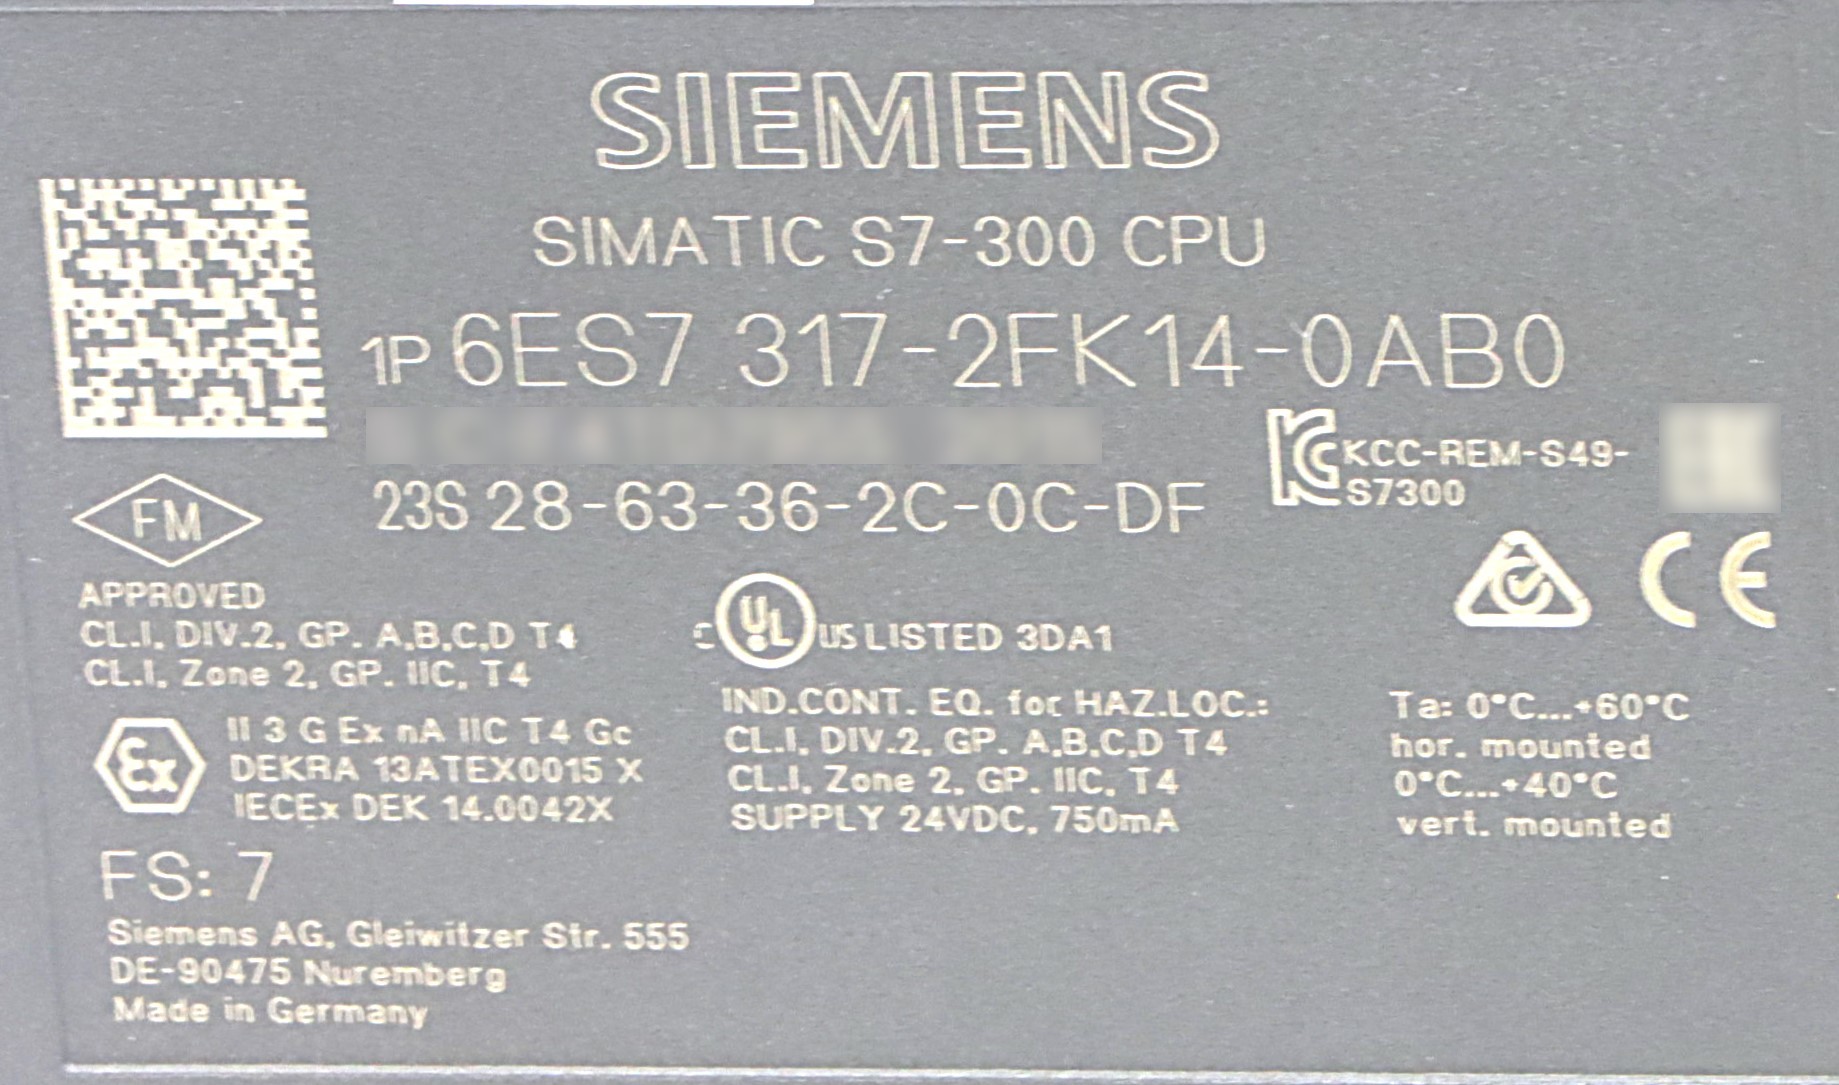 SIEMENS
SIMATIC S7-300 CPU
1P 6ES7 317-2FK14-0AB0
KCC-REM-S49-
S7300
23S 28-63-36-2C-0C-DF
FM
APPROVED
CL.I, DIV.2, GP. A,B,C,D T4
CL.I, Zone 2, GP. IIC, T4
C UL US LISTED 3DA1
CE
IND.CONT. EQ. for HAZ.LOC.:
CL.I, DIV.2, GP. A,B,C,D T4
CL.I, Zone 2, GP. IIC, T4
SUPPLY 24VDC, 750mA
Ta: 0°C...+60°C
hor. mounted
0°C...+40°C
vert. mounted
Ex
II 3 G Ex nA IIC T4 Gc
DEKRA 13ATEX0015 X
IECEx DEK 14.0042X
FS: 7
Siemens AG, Gleiwitzer Str. 555
DE-90475 Nuremberg
Made in Germany